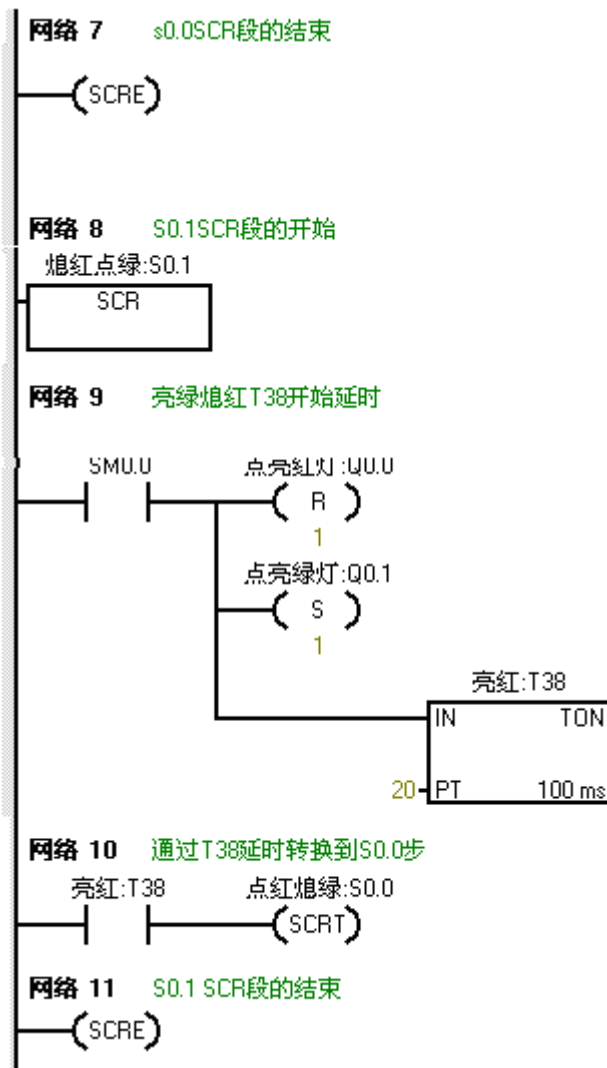 网络 7 s0.0SCR段的结束
SCRE
网络 8 S0.1SCR段的开始
熄红点绿:S0.1
SCR
网络 9 亮绿熄红T38开始延时
SM0.0 点亮红灯:Q0.0
R
1
点亮绿灯:Q0.1
S
1
亮红:T38
IN TON
20 PT 100 ms
网络 10 通过T38延时转换到S0.0步
亮红:T38 点红熄绿:S0.0
SCRT
网络 11 S0.1 SCR段的结束
SCRE